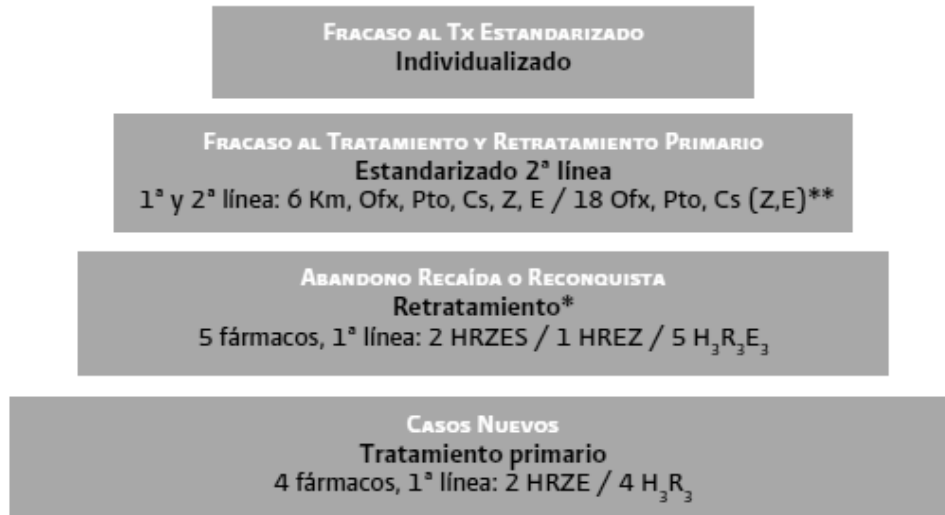 Fracaso al Tx Estandarizado
Individualizado
Fracaso al Tratamiento y Retratamiento Primario
Estandarizado 2ª línea
1ª y 2ª línea: 6 Km, Ofx, Pto, Cs, Z, E / 18 Ofx, Pto, Cs (Z,E)**
Abandono Recaída o Reconquista
Retratamiento*
5 fármacos, 1ª línea: 2 HRZES / 1 HREZ / 5 H₃R₃E₃
Casos Nuevos
Tratamiento primario
4 fármacos, 1ª línea: 2 HRZE / 4 H₃R₃